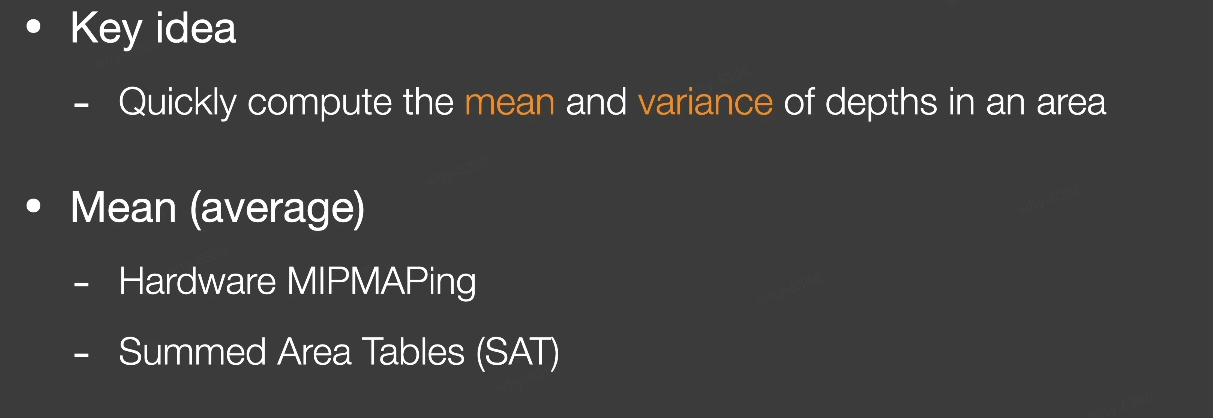 • Key idea
- Quickly compute the mean and variance of depths in an area
• Mean (average)
- Hardware MIPMAPing
- Summed Area Tables (SAT)